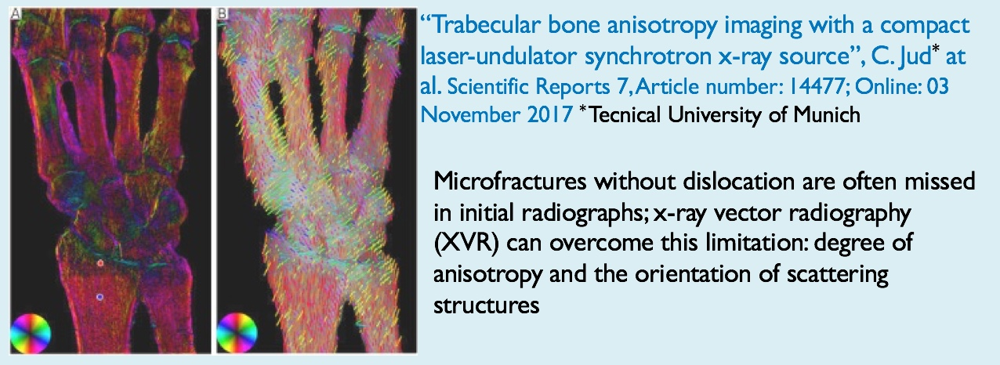 A
B
“Trabecular bone anisotropy imaging with a compact
laser-undulator synchrotron x-ray source”, C. Jud* at
al. Scientific Reports 7, Article number: 14477; Online: 03
November 2017 *Tecnical University of Munich
Microfractures without dislocation are often missed
in initial radiographs; x-ray vector radiography
(XVR) can overcome this limitation: degree of
anisotropy and the orientation of scattering
structures